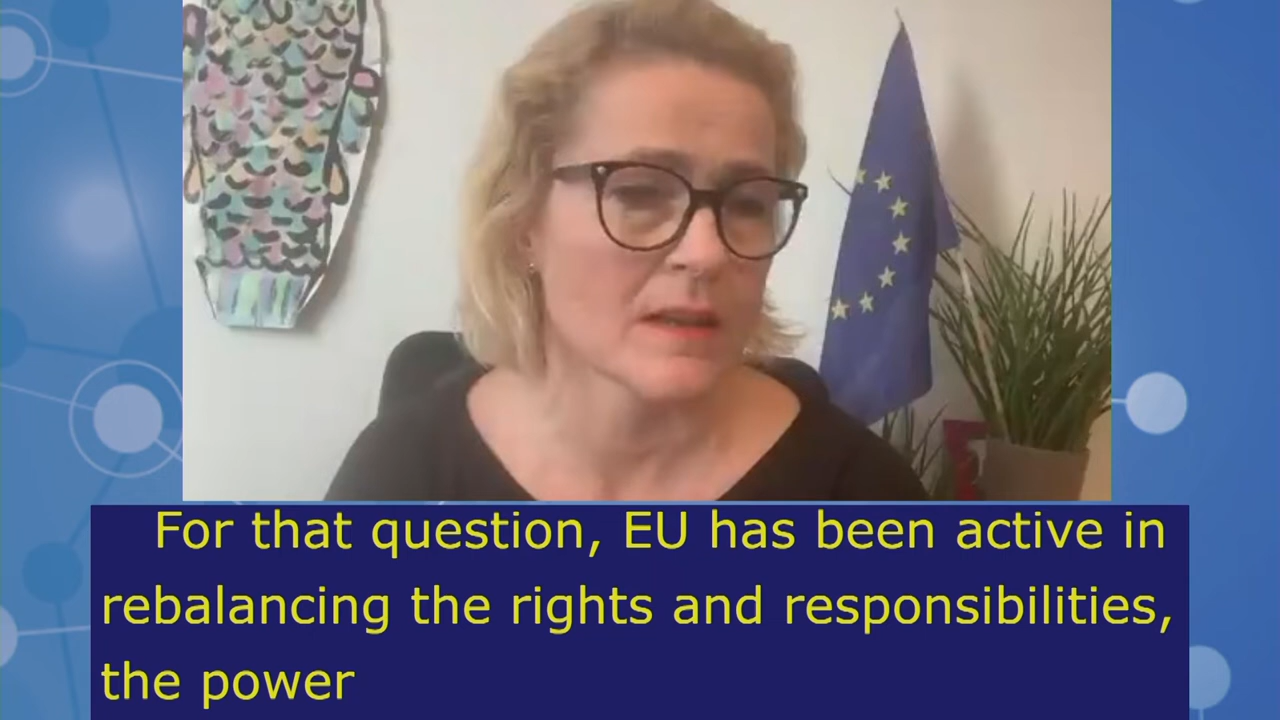 For that question, EU has been active in
rebalancing the rights and responsibilities,
the power